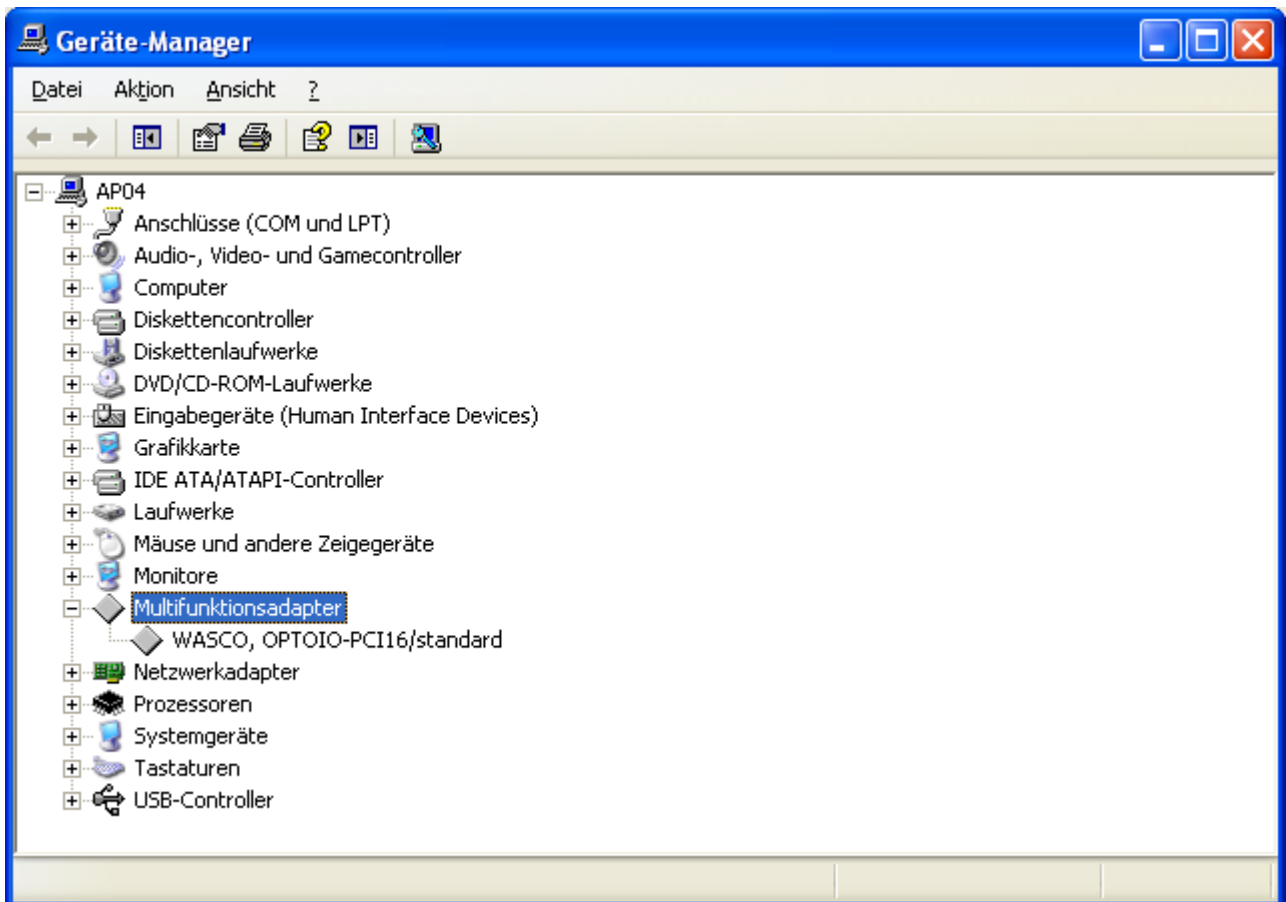 Geräte-Manager
Datei Aktion Ansicht ?
AP04
Anschlüsse (COM und LPT)
Audio-, Video- und Gamecontroller
Computer
Diskettencontroller
Diskettenlaufwerke
DVD/CD-ROM-Laufwerke
Eingabegeräte (Human Interface Devices)
Grafikkarte
IDE ATA/ATAPI-Controller
Laufwerke
Mäuse und andere Zeigegeräte
Monitore
Multifunktionsadapter
WASCO, OPTOIO-PCI16/standard
Netzwerkadapter
Prozessoren
Systemgeräte
Tastaturen
USB-Controller